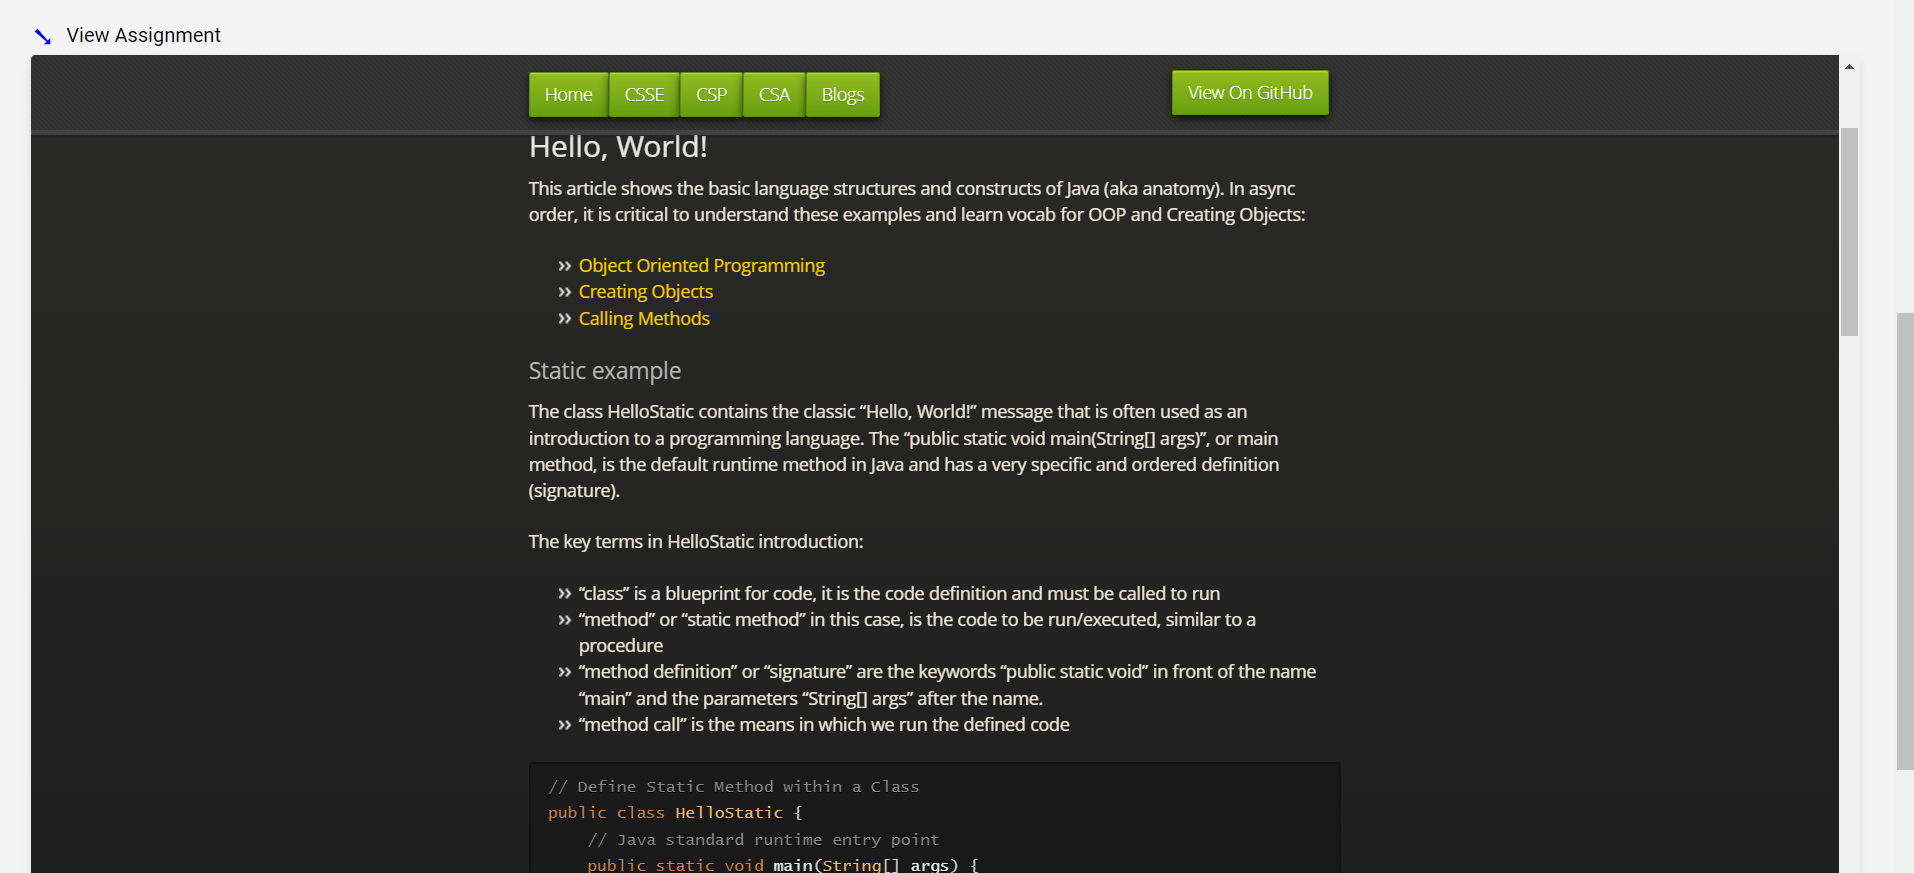 View Assignment
Home CSSE CSP CSA Blogs View On GitHub
Hello, World!
This article shows the basic language structures and constructs of Java (aka anatomy). In async
order, it is critical to understand these examples and learn vocab for OOP and Creating Objects:
» Object Oriented Programming
» Creating Objects
» Calling Methods
Static example
The class HelloStatic contains the classic “Hello, World!” message that is often used as an
introduction to a programming language. The “public static void main(String[] args)”, or main
method, is the default runtime method in Java and has a very specific and ordered definition
(signature).
The key terms in HelloStatic introduction:
» “class” is a blueprint for code, it is the code definition and must be called to run
» “method” or “static method” in this case, is the code to be run/executed, similar to a
procedure
» “method definition” or “signature” are the keywords “public static void” in front of the name
“main” and the parameters “String[] args” after the name.
» “method call” is the means in which we run the defined code
// Define Static Method within a Class
public class HelloStatic {
// Java standard runtime entry point
public static void main(String[] args) {